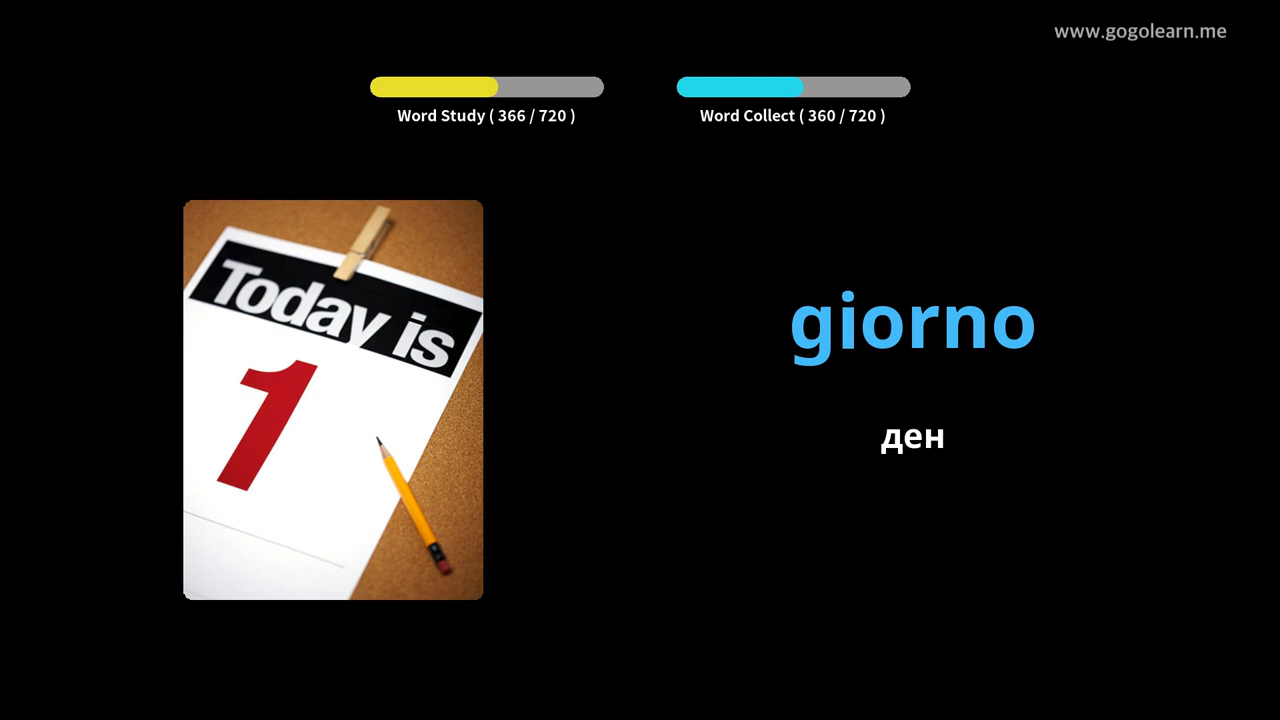 www.gogolearn.me
Word Study ( 366 / 720 )
Word Collect ( 360 / 720 )
Today is
1
giorno
ден